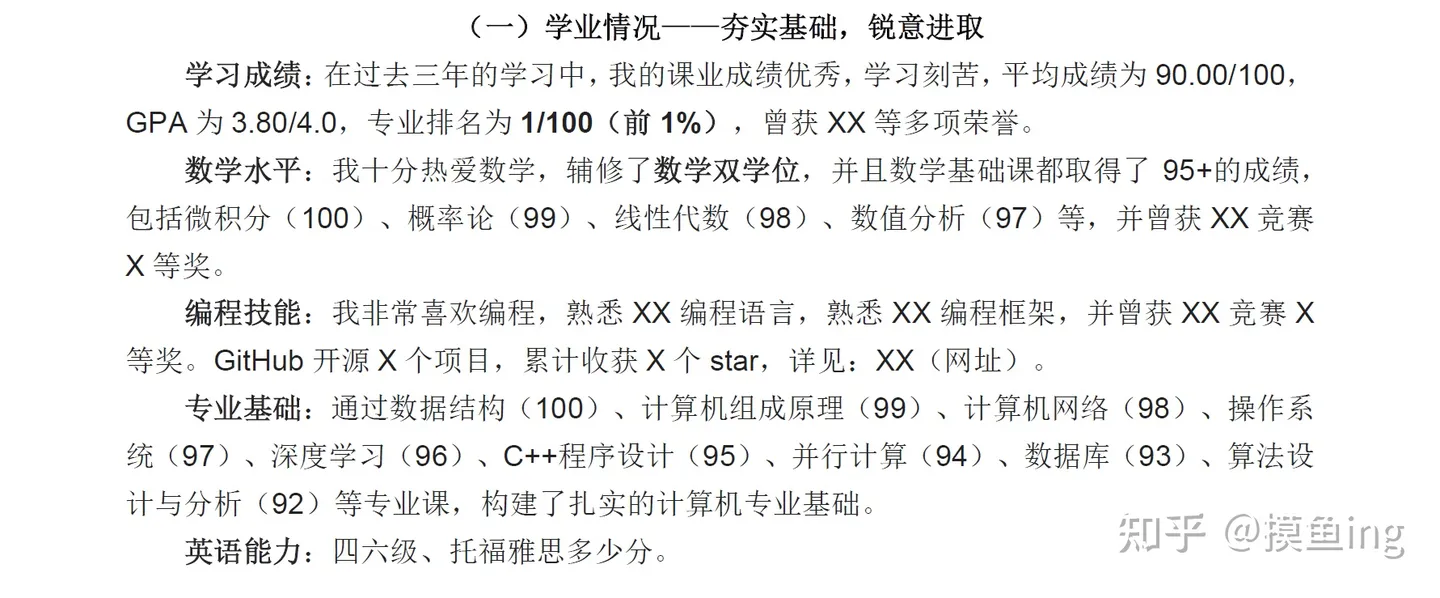 （一）学业情况——夯实基础，锐意进取
学习成绩：在过去三年的学习中，我的课业成绩优秀，学习刻苦，平均成绩为 90.00/100，
GPA 为 3.80/4.0，专业排名为 1/100（前 1%），曾获 XX 等多项荣誉。
数学水平：我十分热爱数学，辅修了数学双学位，并且数学基础课都取得了 95+的成绩，
包括微积分（100）、概率论（99）、线性代数（98）、数值分析（97）等，并曾获 XX 竞赛
X 等奖。
编程技能：我非常喜欢编程，熟悉 XX 编程语言，熟悉 XX 编程框架，并曾获 XX 竞赛 X
等奖。GitHub 开源 X 个项目，累计收获 X 个 star，详见：XX（网址）。
专业基础：通过数据结构（100）、计算机组成原理（99）、计算机网络（98）、操作系
统（97）、深度学习（96）、C++程序设计（95）、并行计算（94）、数据库（93）、算法设
计与分析（92）等专业课，构建了扎实的计算机专业基础。
英语能力：四六级、托福雅思多少分。
知乎 @摸鱼ing